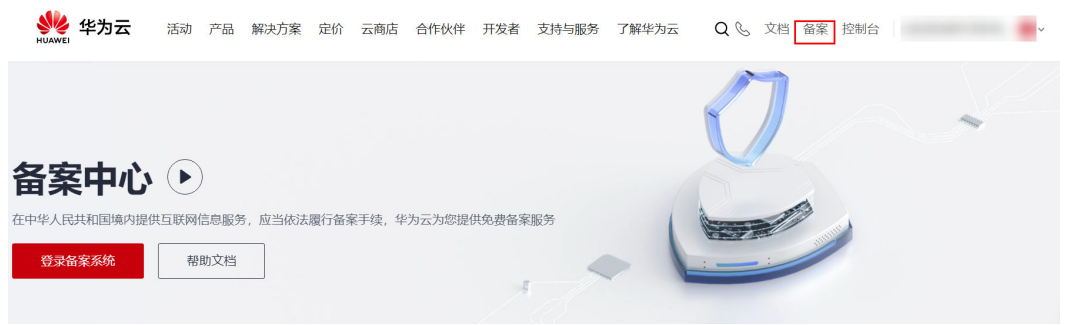 HUAWEI 华为云 活动 产品 解决方案 定价 云商店 合作伙伴 开发者 支持与服务 了解华为云 文档 备案 控制台
备案中心
在中华人民共和国境内提供互联网信息服务，应当依法履行备案手续，华为云为您提供免费备案服务
登录备案系统 帮助文档